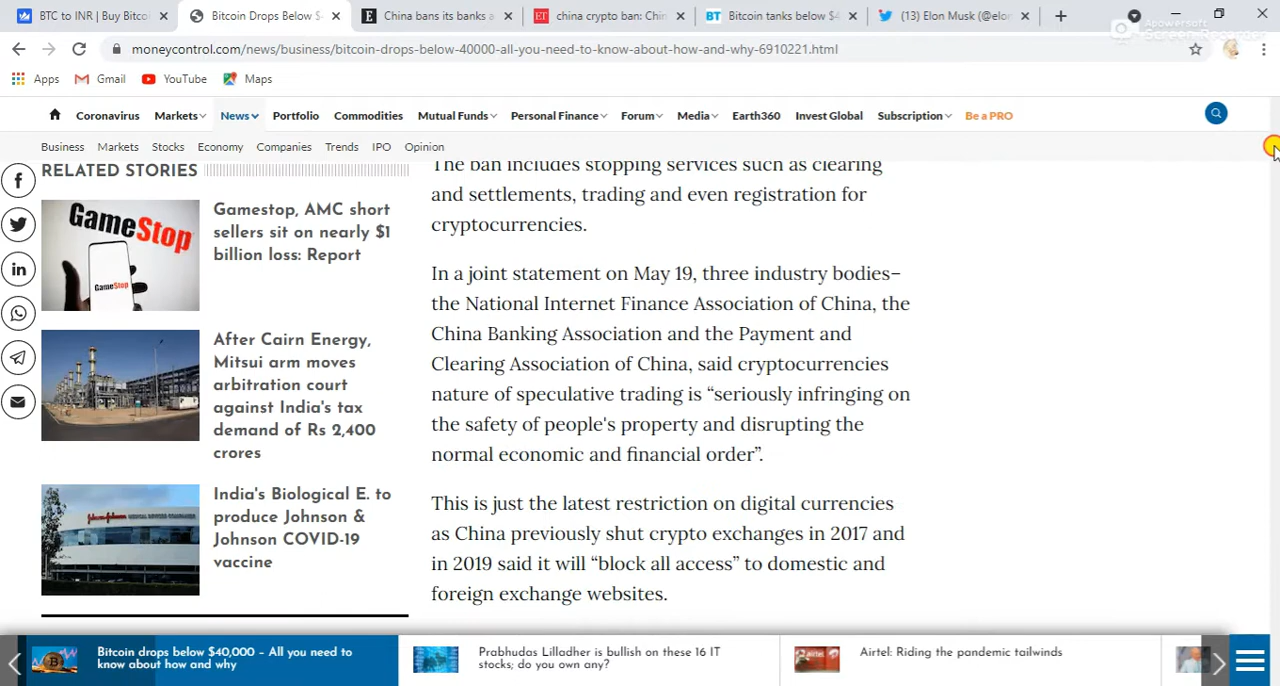 BTC to INR | Buy Bitco
Bitcoin Drops Below $4
China bans its banks a
china crypto ban: Chin
Bitcoin tanks below $4
(13) Elon Musk (@elon
Apowersoft
Screen Recorder
moneycontrol.com/news/business/bitcoin-drops-below-40000-all-you-need-to-know-about-how-and-why-6910221.html
Apps Gmail YouTube Maps
Coronavirus Markets News Portfolio Commodities Mutual Funds Personal Finance Forum Media Earth360 Invest Global Subscription Be a PRO
Business Markets Stocks Economy Companies Trends IPO Opinion
RELATED STORIES
GameStop
GameStop
Gamestop, AMC short
sellers sit on nearly $1
billion loss: Report
After Cairn Energy,
Mitsui arm moves
arbitration court
against India's tax
demand of Rs 2,400
crores
India's Biological E. to
produce Johnson &
Johnson COVID-19
vaccine
The ban includes stopping services such as clearing
and settlements, trading and even registration for
cryptocurrencies.
In a joint statement on May 19, three industry bodies–
the National Internet Finance Association of China, the
China Banking Association and the Payment and
Clearing Association of China, said cryptocurrencies
nature of speculative trading is “seriously infringing on
the safety of people's property and disrupting the
normal economic and financial order”.
This is just the latest restriction on digital currencies
as China previously shut crypto exchanges in 2017 and
in 2019 said it will “block all access” to domestic and
foreign exchange websites.
Bitcoin drops below $40,000 – All you need to
know about how and why
Prabhudas Lilladher is bullish on these 16 IT
stocks; do you own any?
Airtel: Riding the pandemic tailwinds